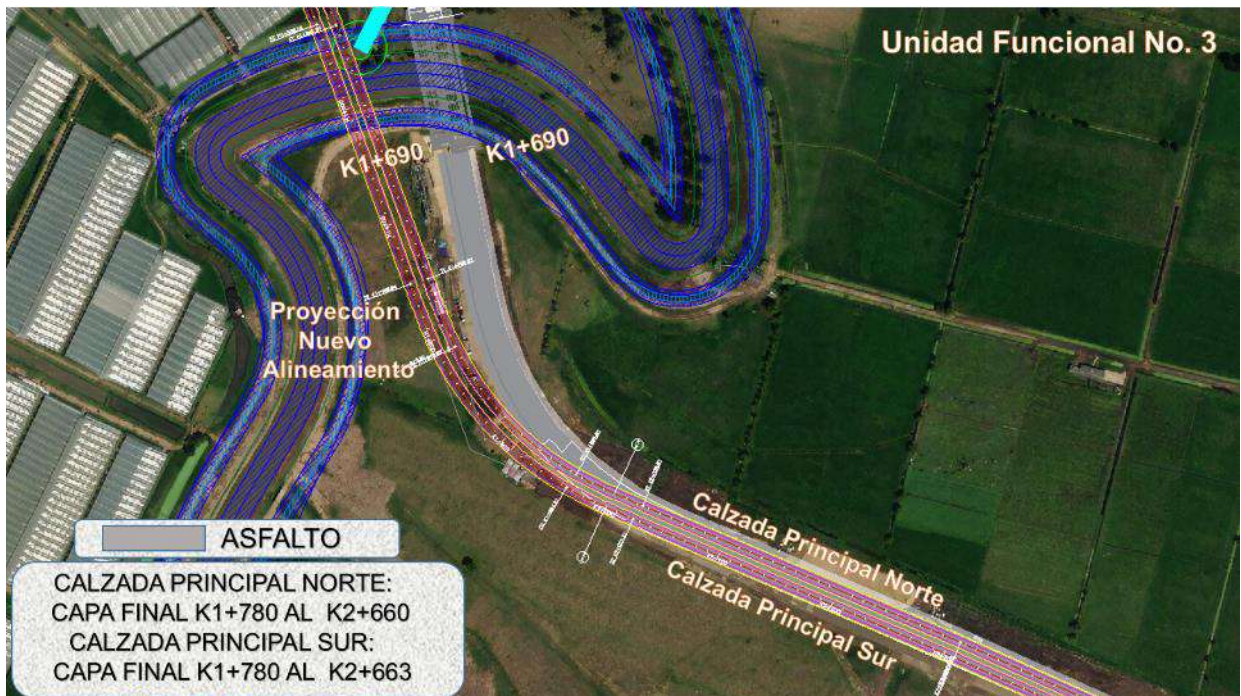 Unidad Funcional No. 3
K1+690
K1+690
Proyección
Nuevo
Alineamiento
Calzada Principal Norte
Calzada Principal Sur
ASFALTO
CALZADA PRINCIPAL NORTE:
CAPA FINAL K1+780 AL K2+660
CALZADA PRINCIPAL SUR:
CAPA FINAL K1+780 AL K2+663